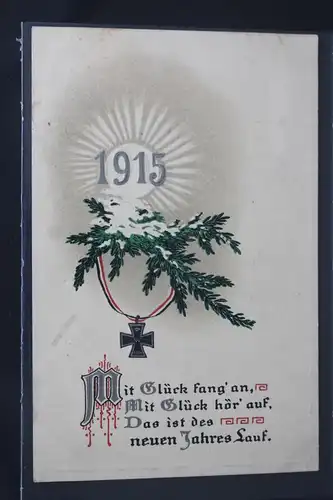 1915
Mit Glück fang' an,
Mit Glück hör' auf,
Das ist des
neuen Jahres Lauf.